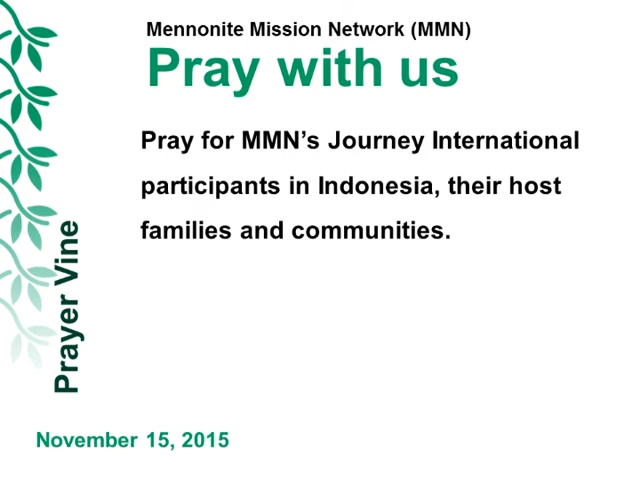 Mennonite Mission Network (MMN)
Pray with us
Pray for MMN’s Journey International
participants in Indonesia, their host
families and communities.
Prayer Vine
November 15, 2015